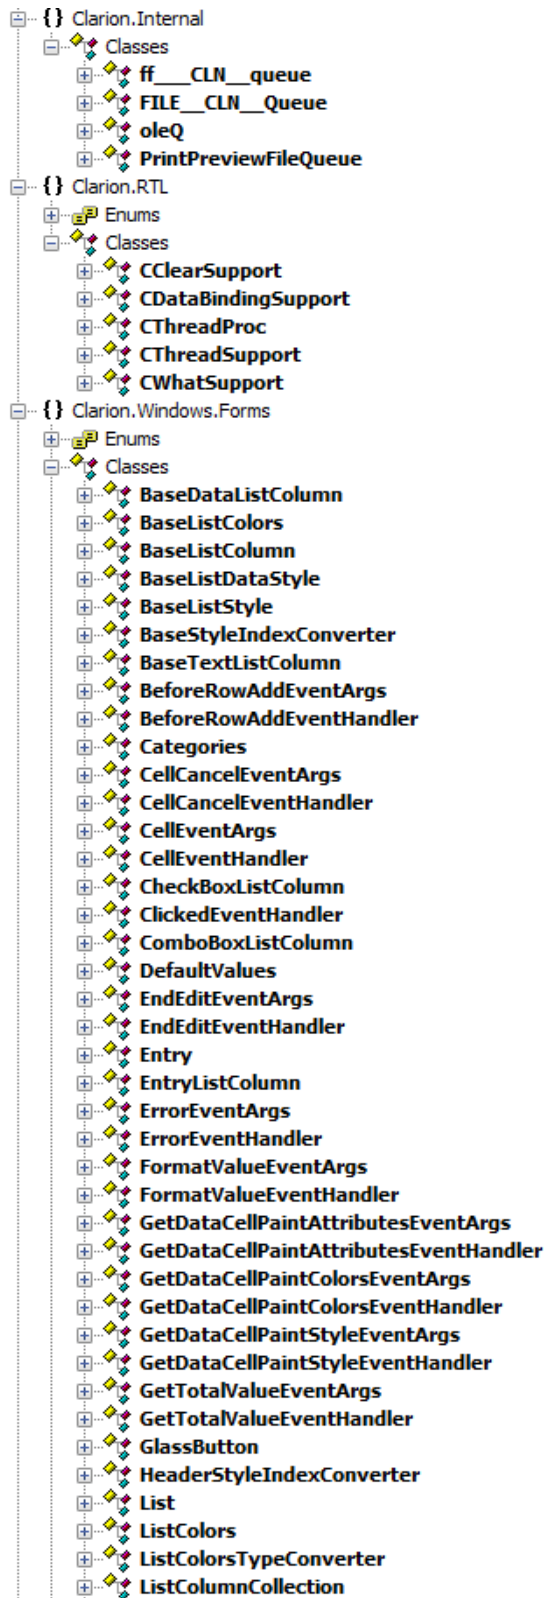 {} Clarion.Internal
Classes
ff___CLN__queue
FILE__CLN__Queue
oleQ
PrintPreviewFileQueue
{} Clarion.RTL
Enums
Classes
CClearSupport
CDataBindingSupport
CThreadProc
CThreadSupport
CWhatSupport
{} Clarion.Windows.Forms
Enums
Classes
BaseDataListColumn
BaseListColors
BaseListColumn
BaseListDataStyle
BaseListStyle
BaseStyleIndexConverter
BaseTextListColumn
BeforeRowAddEventArgs
BeforeRowAddEventHandler
Categories
CellCancelEventArgs
CellCancelEventHandler
CellEventArgs
CellEventHandler
CheckBoxListColumn
ClickedEventHandler
ComboBoxListColumn
DefaultValues
EndEditEventArgs
EndEditEventHandler
Entry
EntryListColumn
ErrorEventArgs
ErrorEventHandler
FormatValueEventArgs
FormatValueEventHandler
GetDataCellPaintAttributesEventArgs
GetDataCellPaintAttributesEventHandler
GetDataCellPaintColorsEventArgs
GetDataCellPaintColorsEventHandler
GetDataCellPaintStyleEventArgs
GetDataCellPaintStyleEventHandler
GetTotalValueEventArgs
GetTotalValueEventHandler
GlassButton
HeaderStyleIndexConverter
List
ListColors
ListColorsTypeConverter
ListColumnCollection